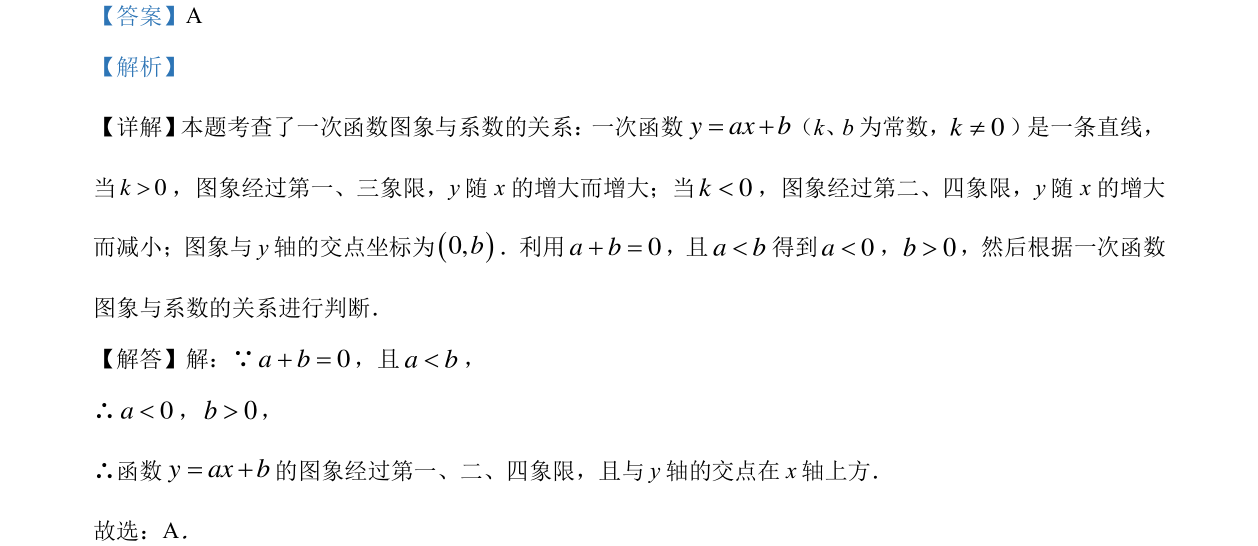 【答案】A
【解析】
【详解】本题考查了一次函数图象与系数的关系：一次函数 y = ax + b（k、b 为常数，k ≠ 0）是一条直线，
当 k > 0，图象经过第一、三象限，y 随 x 的增大而增大；当 k < 0，图象经过第二、四象限，y 随 x 的增大
而减小；图象与 y 轴的交点坐标为 (0,b)．利用 a + b = 0，且 a < b 得到 a < 0，b > 0，然后根据一次函数
图象与系数的关系进行判断．
【解答】解：∵ a + b = 0，且 a < b，
∴ a < 0，b > 0，
∴函数 y = ax + b 的图象经过第一、二、四象限，且与 y 轴的交点在 x 轴上方．
故选：A．